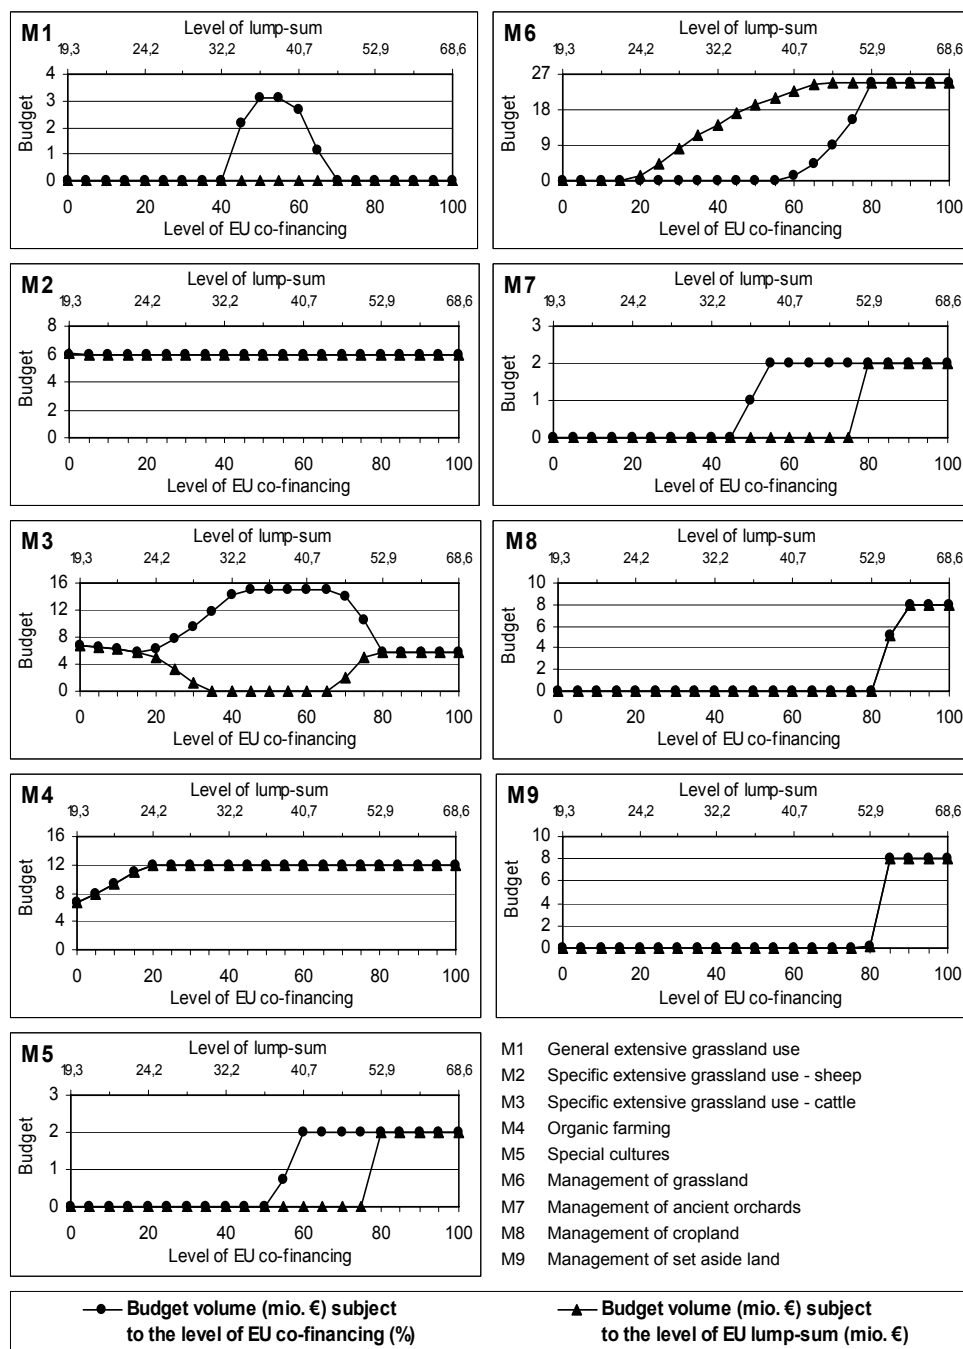 M1
Level of lump-sum
19,3 24,2 32,2 40,7 52,9 68,6
Budget
4
3
2
1
0
0 20 40 60 80 100
Level of EU co-financing
M6
Level of lump-sum
19,3 24,2 32,2 40,7 52,9 68,6
Budget
27
18
9
0
0 20 40 60 80 100
Level of EU co-financing
M2
Level of lump-sum
19,3 24,2 32,2 40,7 52,9 68,6
Budget
8
6
4
2
0
0 20 40 60 80 100
Level of EU co-financing
M7
Level of lump-sum
19,3 24,2 32,2 40,7 52,9 68,6
Budget
3
2
1
0
0 20 40 60 80 100
Level of EU co-financing
M3
Level of lump-sum
19,3 24,2 32,2 40,7 52,9 68,6
Budget
16
12
8
4
0
0 20 40 60 80 100
Level of EU co-financing
M8
Level of lump-sum
19,3 24,2 32,2 40,7 52,9 68,6
Budget
10
8
6
4
2
0
0 20 40 60 80 100
Level of EU co-financing
M4
Level of lump-sum
19,3 24,2 32,2 40,7 52,9 68,6
Budget
16
12
8
4
0
0 20 40 60 80 100
Level of EU co-financing
M9
Level of lump-sum
19,3 24,2 32,2 40,7 52,9 68,6
Budget
10
8
6
4
2
0
0 20 40 60 80 100
Level of EU co-financing
M5
Level of lump-sum
19,3 24,2 32,2 40,7 52,9 68,6
Budget
3
2
1
0
0 20 40 60 80 100
Level of EU co-financing
M1 General extensive grassland use
M2 Specific extensive grassland use - sheep
M3 Specific extensive grassland use - cattle
M4 Organic farming
M5 Special cultures
M6 Management of grassland
M7 Management of ancient orchards
M8 Management of cropland
M9 Management of set aside land
Budget volume (mio. €) subject
to the level of EU co-financing (%)
Budget volume (mio. €) subject
to the level of EU lump-sum (mio. €)